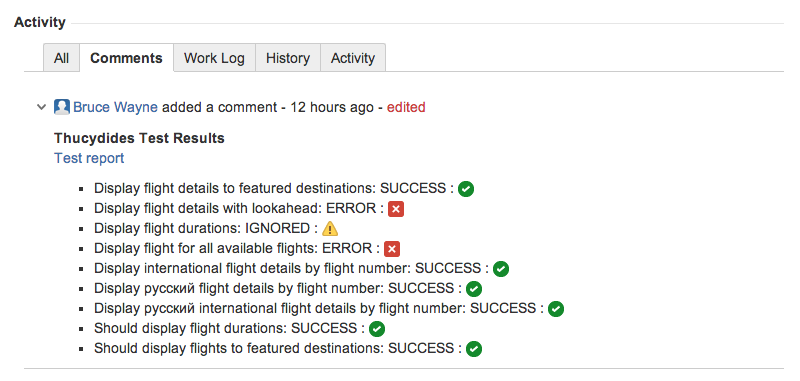 Activity
All Comments Work Log History Activity
Bruce Wayne added a comment - 12 hours ago - edited
Thucydides Test Results
Test report
Display flight details to featured destinations: SUCCESS :
Display flight details with lookahead: ERROR :
Display flight durations: IGNORED :
Display flight for all available flights: ERROR :
Display international flight details by flight number: SUCCESS :
Display русский flight details by flight number: SUCCESS :
Display русский international flight details by flight number: SUCCESS :
Should display flight durations: SUCCESS :
Should display flights to featured destinations: SUCCESS :